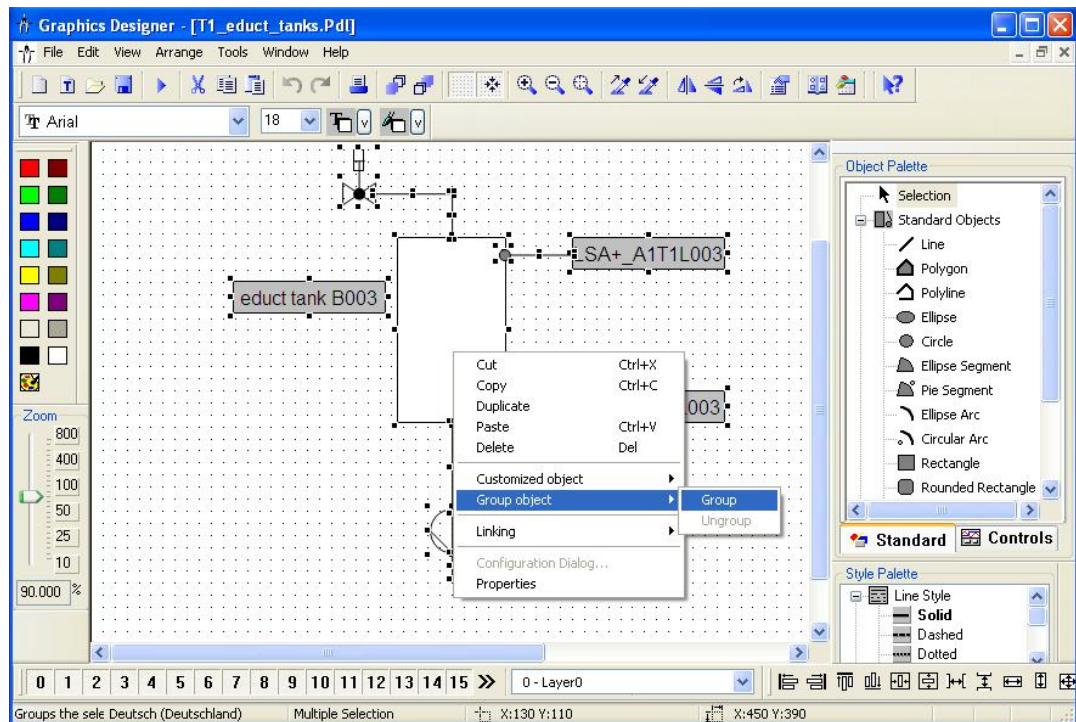 Graphics Designer - [T1_educt_tanks.Pdl]
File Edit View Arrange Tools Window Help
Arial 18
Object Palette
Selection
Standard Objects
Line
Polygon
Polyline
Ellipse
Circle
Ellipse Segment
Pie Segment
Ellipse Arc
Circular Arc
Rectangle
Rounded Rectangle
Standard Controls
Style Palette
Line Style
Solid
Dashed
Dotted
LSA+_A1T1L003
educt tank B003
003
Cut Ctrl+X
Copy Ctrl+C
Duplicate
Paste Ctrl+V
Delete Del
Customized object
Group object
Linking
Configuration Dialog...
Properties
Group
Ungroup
Zoom
800
400
100
50
25
10
90.000 %
0 1 2 3 4 5 6 7 8 9 10 11 12 13 14 15
0 - Layer0
Groups the sele Deutsch (Deutschland) Multiple Selection X:130 Y:110 X:450 Y:390